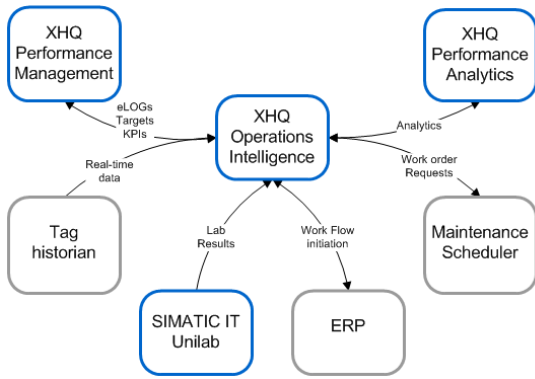 XHQ
Performance
Management
XHQ
Performance
Analytics
eLOGs
Targets
KPIs
XHQ
Operations
Intelligence
Analytics
Real-time
data
Work order
Requests
Tag
historian
Maintenance
Scheduler
Lab
Results
Work Flow
initiation
SIMATIC IT
Unilab
ERP